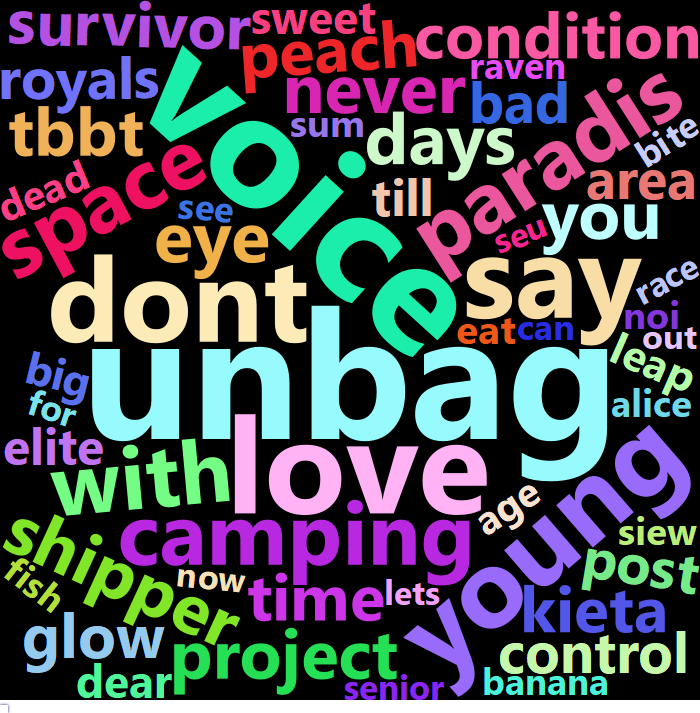 survivor
sweet
peach
condition
royals
voice
never
raven
bad
paradis
tbbt
sum
days
bite
space
dead
see
till
area
eye
seu
you
dont
say
race
unbag
eat
can
noi
out
leap
big
for
alice
elite
with
love
young
camping
age
shipper
siew
fish
now
time
lets
post
kieta
glow
project
control
dear
senior
banana